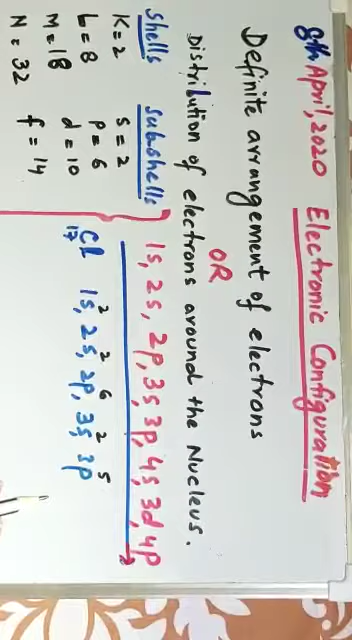 8th April, 2020 Electronic Configuration
Definite arrangement of electrons
OR
Distribution of electrons around the Nucleus.
Shells Subshells
K = 2 s = 2
L = 8 p = 6
M = 18 d = 10
N = 32 f = 14
1s, 2s, 2p, 3s, 3p, 4s, 3d, 4p
₁₇Cl 1s², 2s², 2p⁶, 3s² 3p⁵